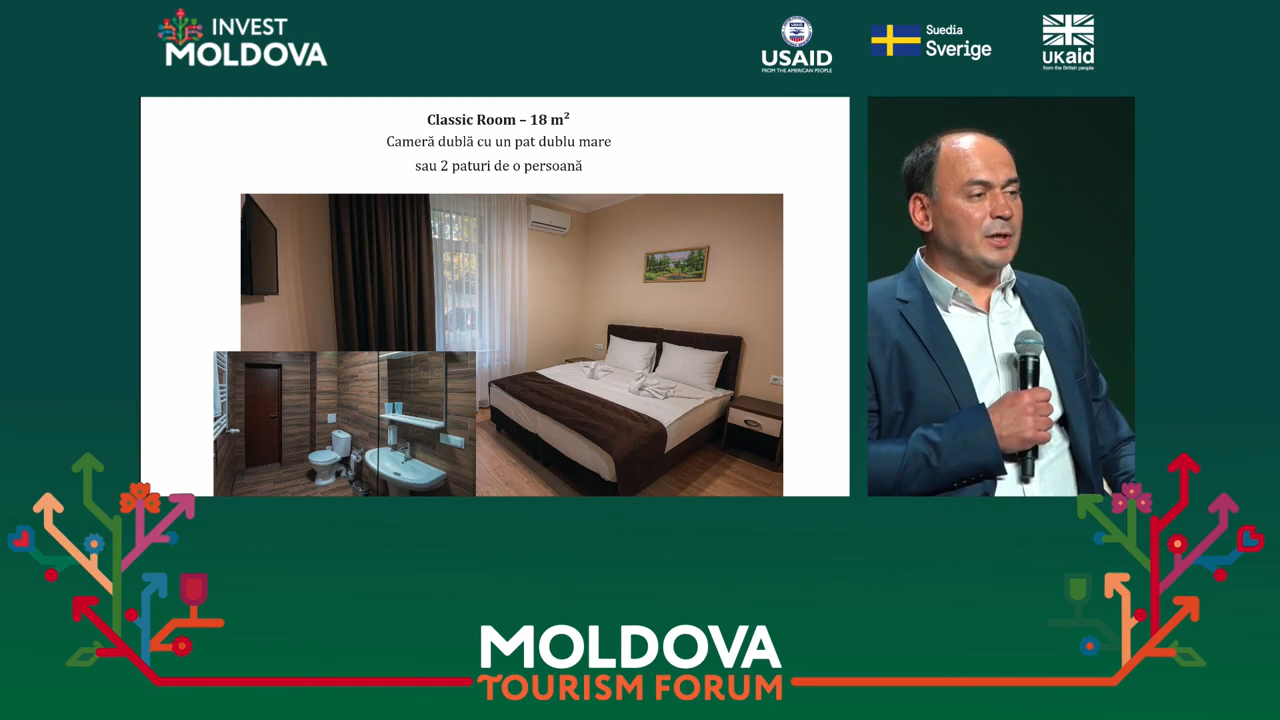 INVEST
MOLDOVA
USAID
FROM THE AMERICAN PEOPLE
Suedia
Sverige
UKaid
from the British people
Classic Room – 18 m²
Cameră dublă cu un pat dublu mare
sau 2 paturi de o persoană
MOLDOVA
TOURISM FORUM